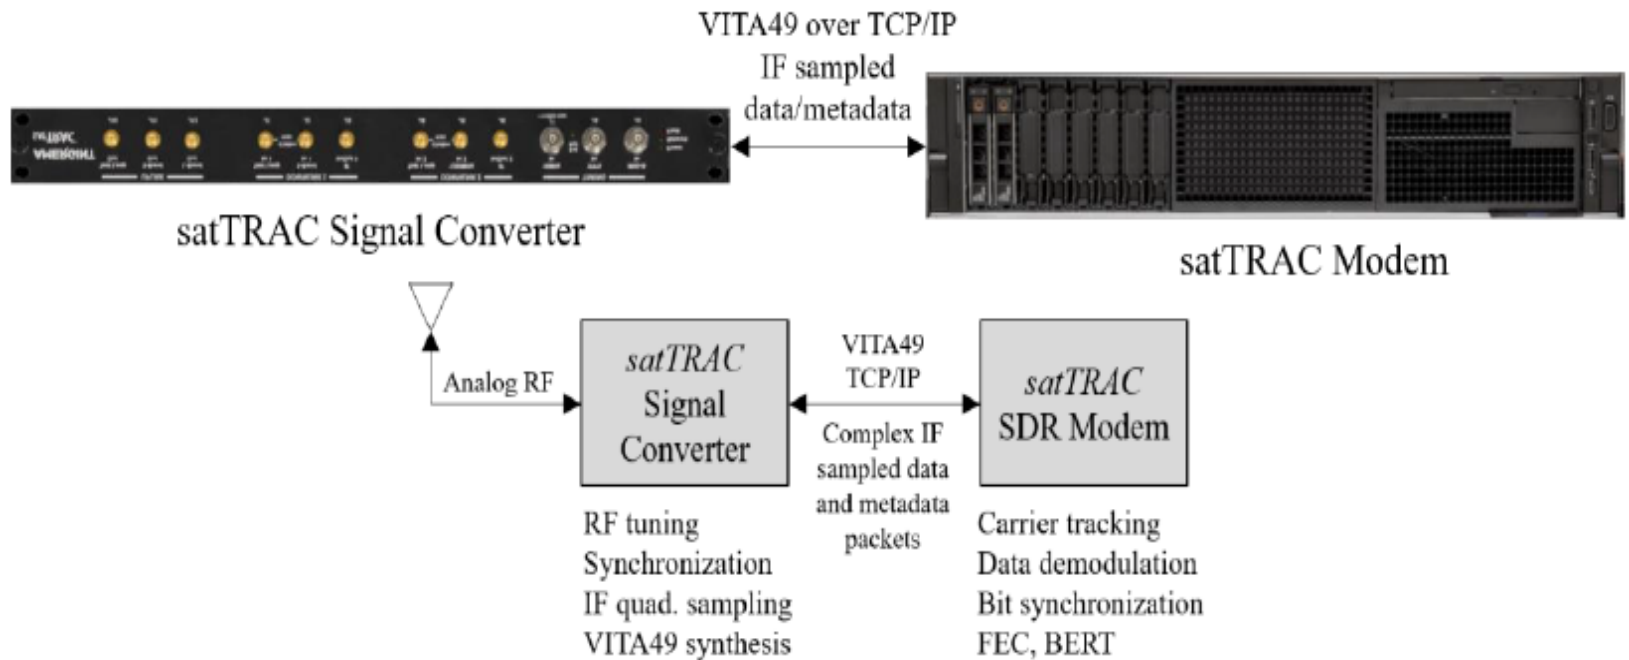 VITA49 over TCP/IP
IF sampled
data/metadata
satTRAC Signal Converter
satTRAC Modem
Analog RF
satTRAC
Signal
Converter
VITA49
TCP/IP
Complex IF
sampled data
and metadata
packets
satTRAC
SDR Modem
RF tuning
Synchronization
IF quad. sampling
VITA49 synthesis
Carrier tracking
Data demodulation
Bit synchronization
FEC, BERT